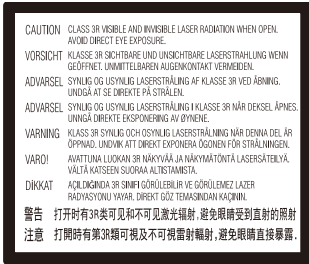 CAUTION CLASS 3R VISIBLE AND INVISIBLE LASER RADIATION WHEN OPEN.
AVOID DIRECT EYE EXPOSURE.
VORSICHT KLASSE 3R SICHTBARE UND UNSICHTBARE LASERSTRAHLUNG WENN
GEÖFFNET. UNMITTELBAREN AUGENKONTAKT VERMEIDEN.
ADVARSEL SYNLIG OG USYNLIG LASERSTRÅLING AF KLASSE 3R VED ÅBNING.
UNDGÅ AT SE DIREKTE PÅ STRÅLEN.
ADVARSEL SYNLIG OG USYNLIG LASERSTRÅLING I KLASSE 3R NÅR DEKSEL ÅPNES.
UNNGÅ DIREKTE EKSPONERING AV ØYNENE.
VARNING KLASS 3R SYNLIG OCH OSYNLIG LASERSTRÅLNING NÄR DENNA DEL ÄR
ÖPPNAD. UNDVIK ATT DIREKT EXPONERA ÖGONEN FÖR STRÅLNINGEN.
VARO! AVATTUNA LUOKAN 3R NÄKYVÄÄ JA NÄKYMÄTÖNTÄ LASERSÄTEILYÄ.
VÄLTÄ KATSEEN SUORAA ALTISTAMISTA.
DİKKAT AÇILDIĞINDA 3R SINIFI GÖRÜLEBİLİR VE GÖRÜLEMEZ LAZER
RADYASYONU YAYAR. DİREKT GÖZ TEMASINDAN KAÇININ.
警告 打开时有3R类可见和不可见激光辐射,避免眼睛受到直射的照射
注意 打開時有第3R類可視及不可視雷射輻射,避免眼睛直接暴露.